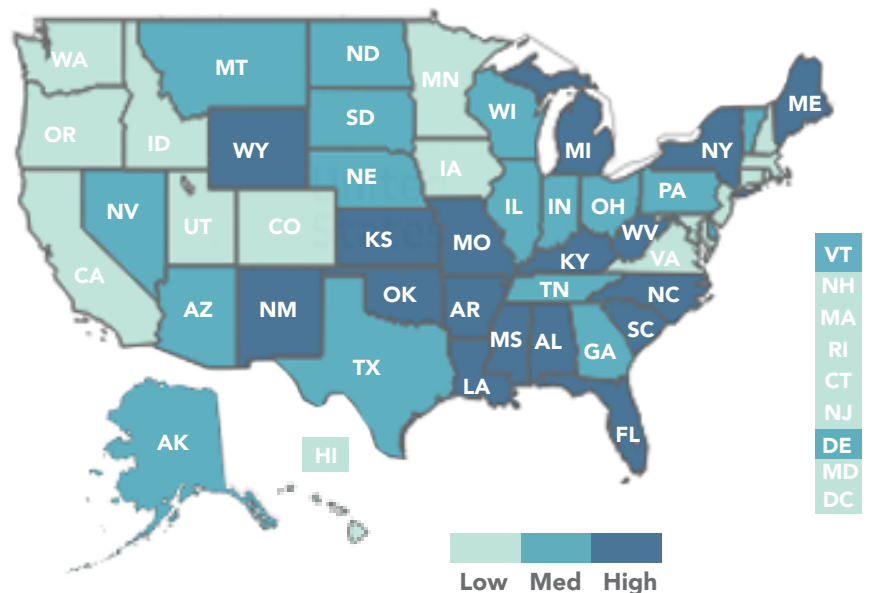 WA
MT
ND
MN
OR
ID
WY
SD
WI
MI
NY
ME
NV
UT
CO
NE
IA
IL
IN
OH
PA
CA
KS
MO
KY
WV
VA
AZ
NM
OK
AR
TN
NC
TX
LA
MS
AL
GA
SC
FL
AK
HI
VT
NH
MA
RI
CT
NJ
DE
MD
DC
Low Med High